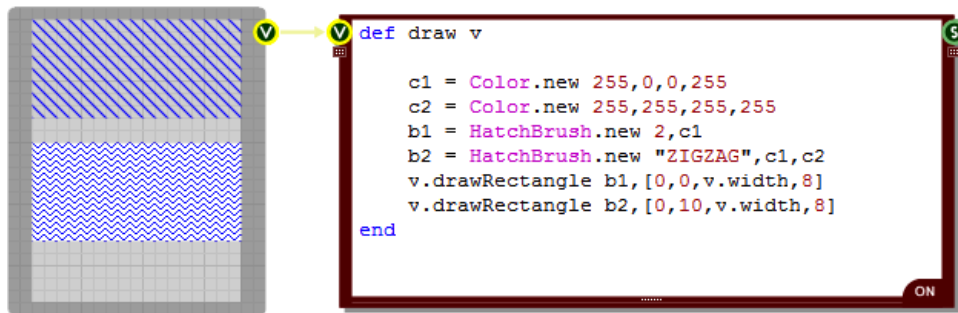 V
V def draw v S
c1 = Color.new 255,0,0,255
c2 = Color.new 255,255,255,255
b1 = HatchBrush.new 2,c1
b2 = HatchBrush.new "ZIGZAG",c1,c2
v.drawRectangle b1,[0,0,v.width,8]
v.drawRectangle b2,[0,10,v.width,8]
end
ON